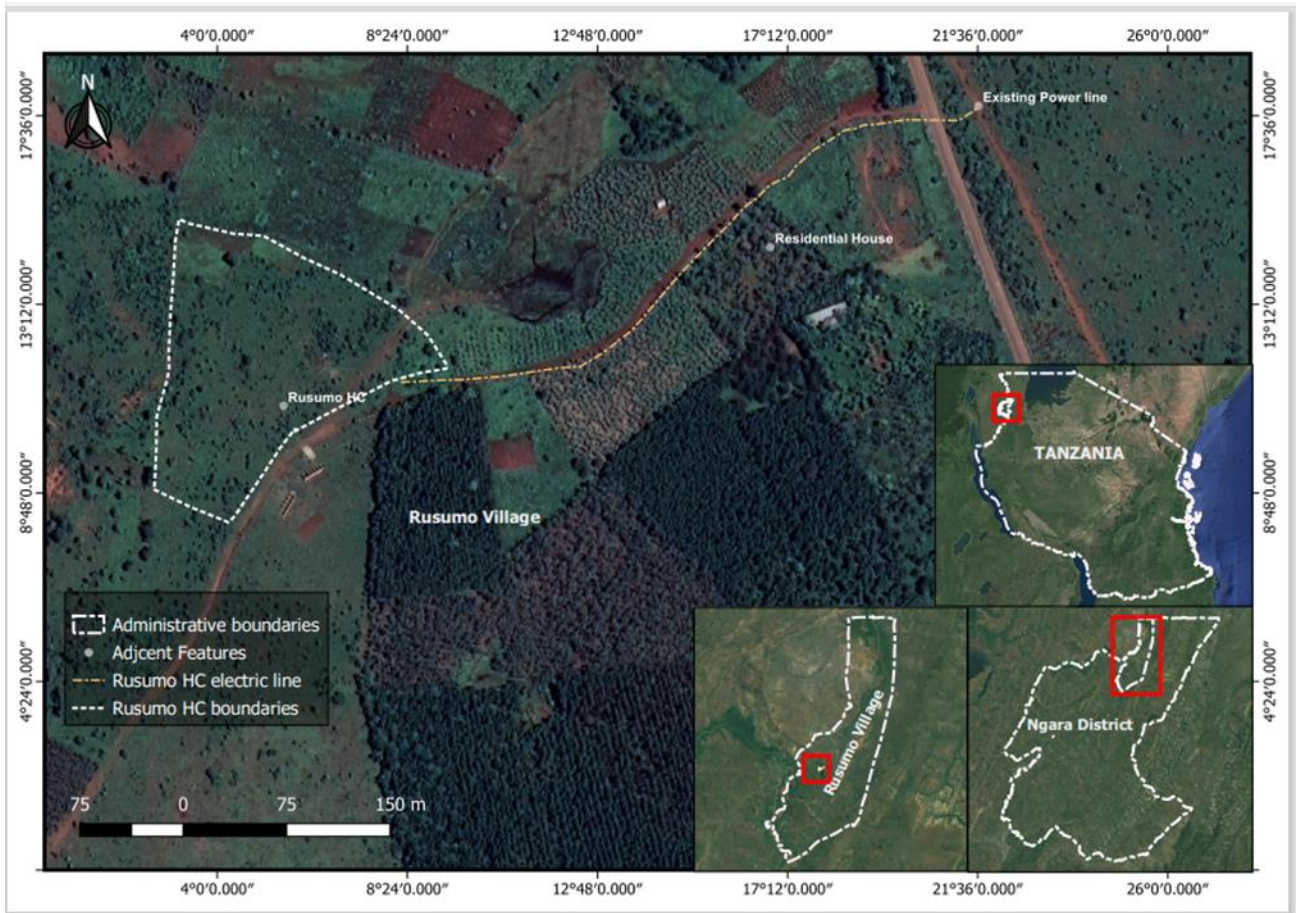 4°0'0.000" 8°24'0.000" 12°48'0.000" 17°12'0.000" 21°36'0.000" 26°0'0.000"
N
Existing Power line
17°36'0.000" 17°36'0.000"
Residential House
13°12'0.000" 13°12'0.000"
Rusumo HC
TANZANIA
8°48'0.000" 8°48'0.000"
Rusumo Village
Administrative boundaries
Adjcent Features
Rusumo HC electric line
Rusumo HC boundaries
4°24'0.000" 4°24'0.000"
Rusumo Village
Ngara District
75 0 75 150 m
4°0'0.000" 8°24'0.000" 12°48'0.000" 17°12'0.000" 21°36'0.000" 26°0'0.000"